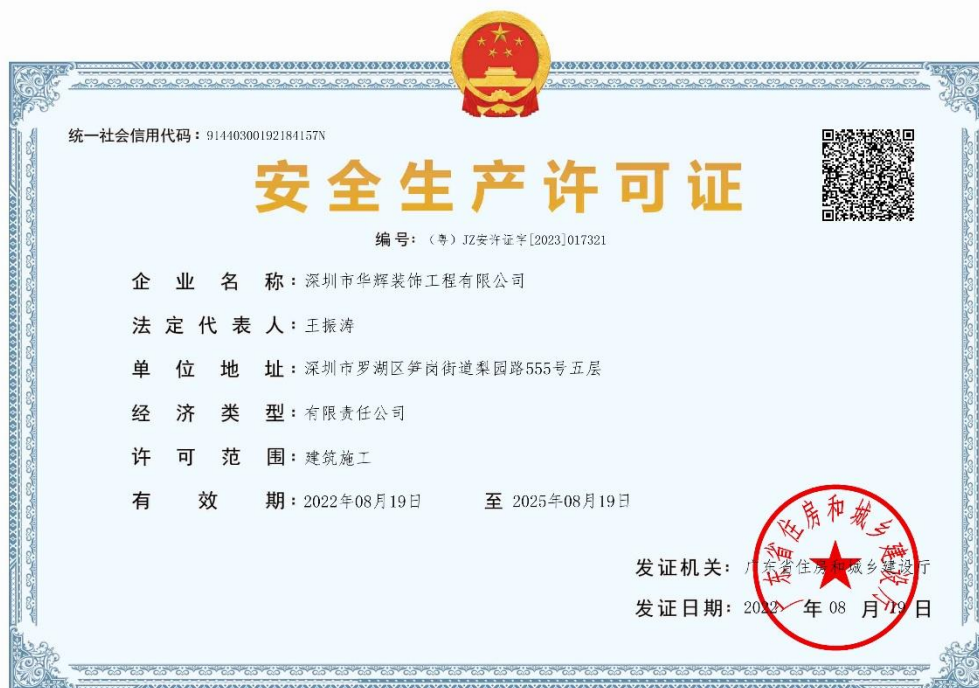 统一社会信用代码：91440300192184157N
安全生产许可证
编号：（粤）JZ安许证字[2023]017321
企业名称：深圳市华辉装饰工程有限公司
法定代表人：王振涛
单位地址：深圳市罗湖区笋岗街道梨园路555号五层
经济类型：有限责任公司
许可范围：建筑施工
有效期：2022年08月19日 至 2025年08月19日
发证机关：广东省住房和城乡建设厅
发证日期：2022 年 08 月 19 日
广东省住房和城乡建设厅